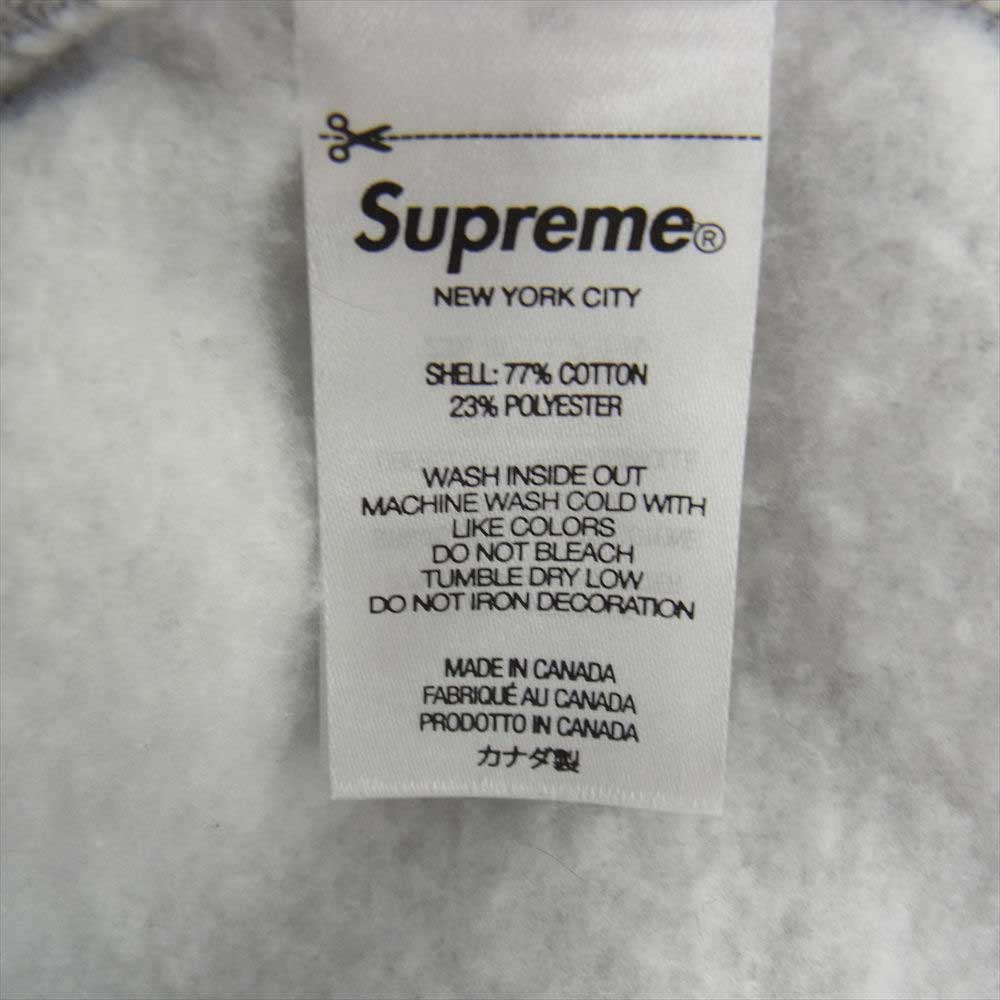 Supreme®
NEW YORK CITY
SHELL: 77% COTTON
23% POLYESTER
WASH INSIDE OUT
MACHINE WASH COLD WITH
LIKE COLORS
DO NOT BLEACH
TUMBLE DRY LOW
DO NOT IRON DECORATION
MADE IN CANADA
FABRIQUÉ AU CANADA
PRODOTTO IN CANADA
カナダ製